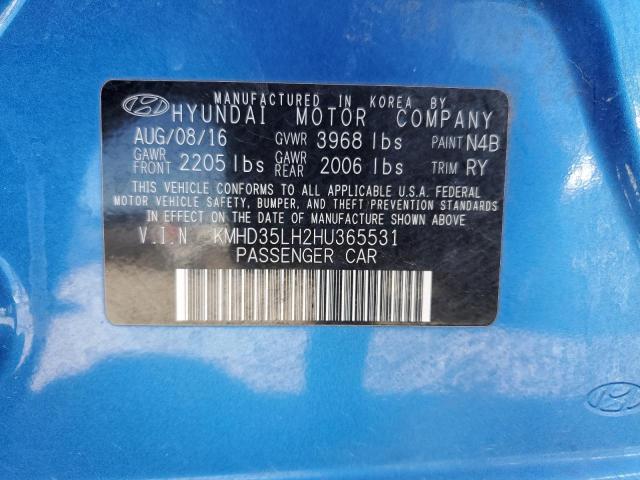 MANUFACTURED IN KOREA BY
HYUNDAI MOTOR COMPANY
AUG/08/16 GVWR 3968 lbs PAINT N4B
GAWR FRONT 2205 lbs GAWR REAR 2006 lbs TRIM RY
THIS VEHICLE CONFORMS TO ALL APPLICABLE U.S.A. FEDERAL
MOTOR VEHICLE SAFETY, BUMPER, AND THEFT PREVENTION STANDARDS
IN EFFECT ON THE DATE OF MANUFACTURE SHOWN ABOVE
V.I.N KMHD35LH2HU365531
PASSENGER CAR